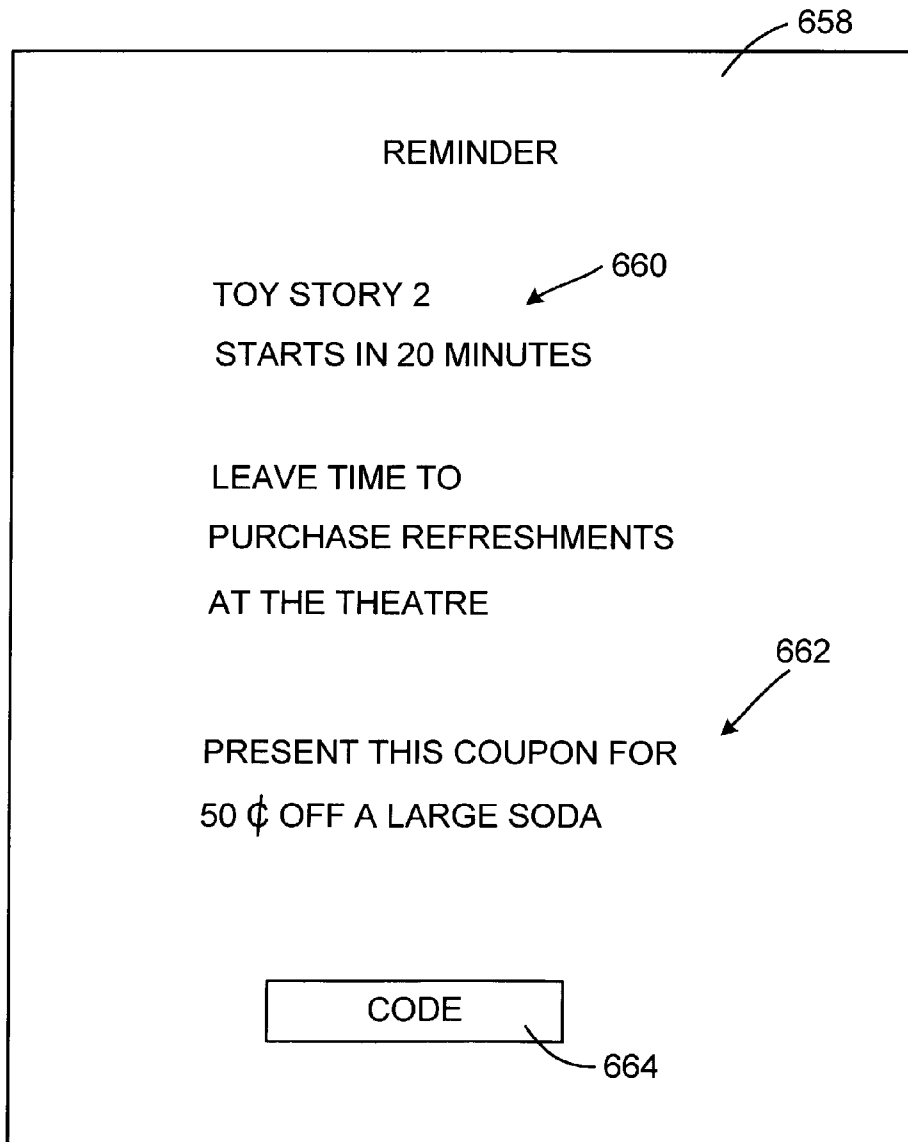 658
REMINDER
TOY STORY 2
660
STARTS IN 20 MINUTES
LEAVE TIME TO
PURCHASE REFRESHMENTS
AT THE THEATRE
662
PRESENT THIS COUPON FOR
50 ¢ OFF A LARGE SODA
CODE
664